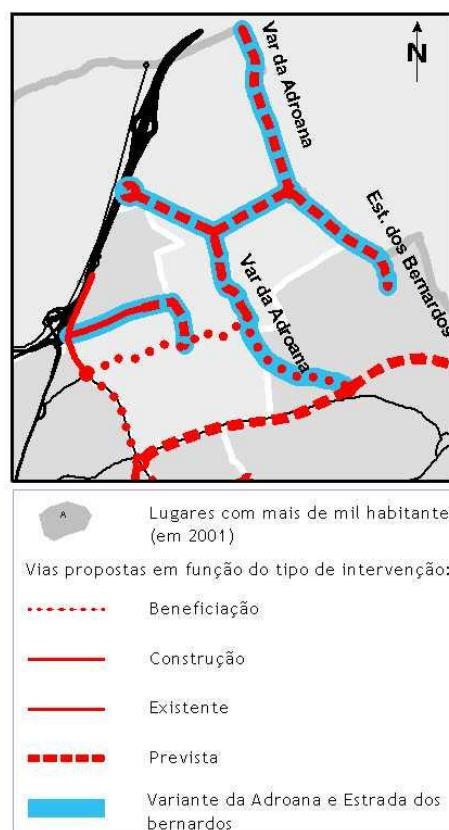 N
Var da Adroana
Est. dos Bernardos
Var da Adroana
A
Lugares com mais de mil habitante
(em 2001)
Vias propostas em função do tipo de intervenção:
Beneficiação
Construção
Existente
Prevista
Variante da Adroana e Estrada dos
bernardos